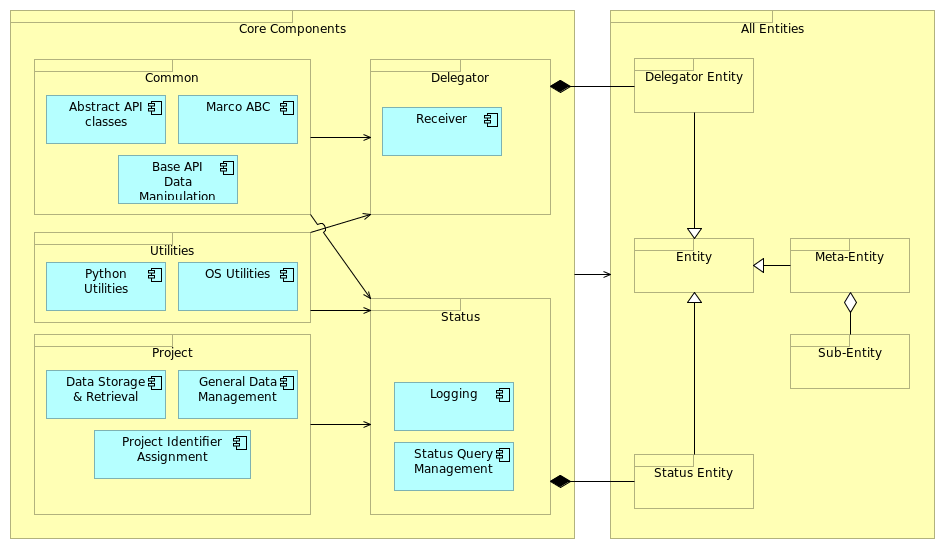 Core Components
Common
Abstract API
classes
Marco ABC
Base API
Data
Manipulation
Utilities
Python
Utilities
OS Utilities
Project
Data Storage
& Retrieval
General Data
Management
Project Identifier
Assignment
Delegator
Receiver
Status
Logging
Status Query
Management
All Entities
Delegator Entity
Entity
Meta-Entity
Sub-Entity
Status Entity